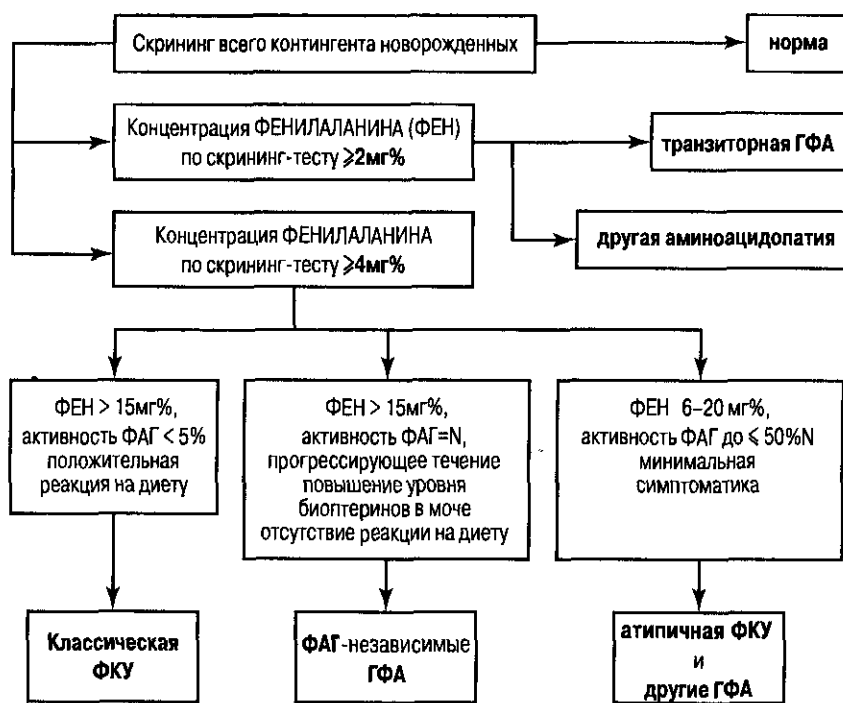 Скрининг всего контингента новорожденных
норма
Концентрация ФЕНИЛАЛАНИНА (ФЕН)
по скрининг-тесту ⩾2мг%
транзиторная ГФА
другая аминоацидопатия
Концентрация ФЕНИЛАЛАНИНА
по скрининг-тесту ⩾4мг%
ФЕН > 15мг%,
активность ФАГ < 5%
положительная
реакция на диету
ФЕН > 15мг%,
активность ФАГ=N,
прогрессирующее течение
повышение уровня
биоптеринов в моче
отсутствие реакции на диету
ФЕН 6–20 мг%,
активность ФАГ до ⩽ 50%N
минимальная
симптоматика
Классическая
ФКУ
ФАГ-независимые
ГФА
атипичная ФКУ
и
другие ГФА